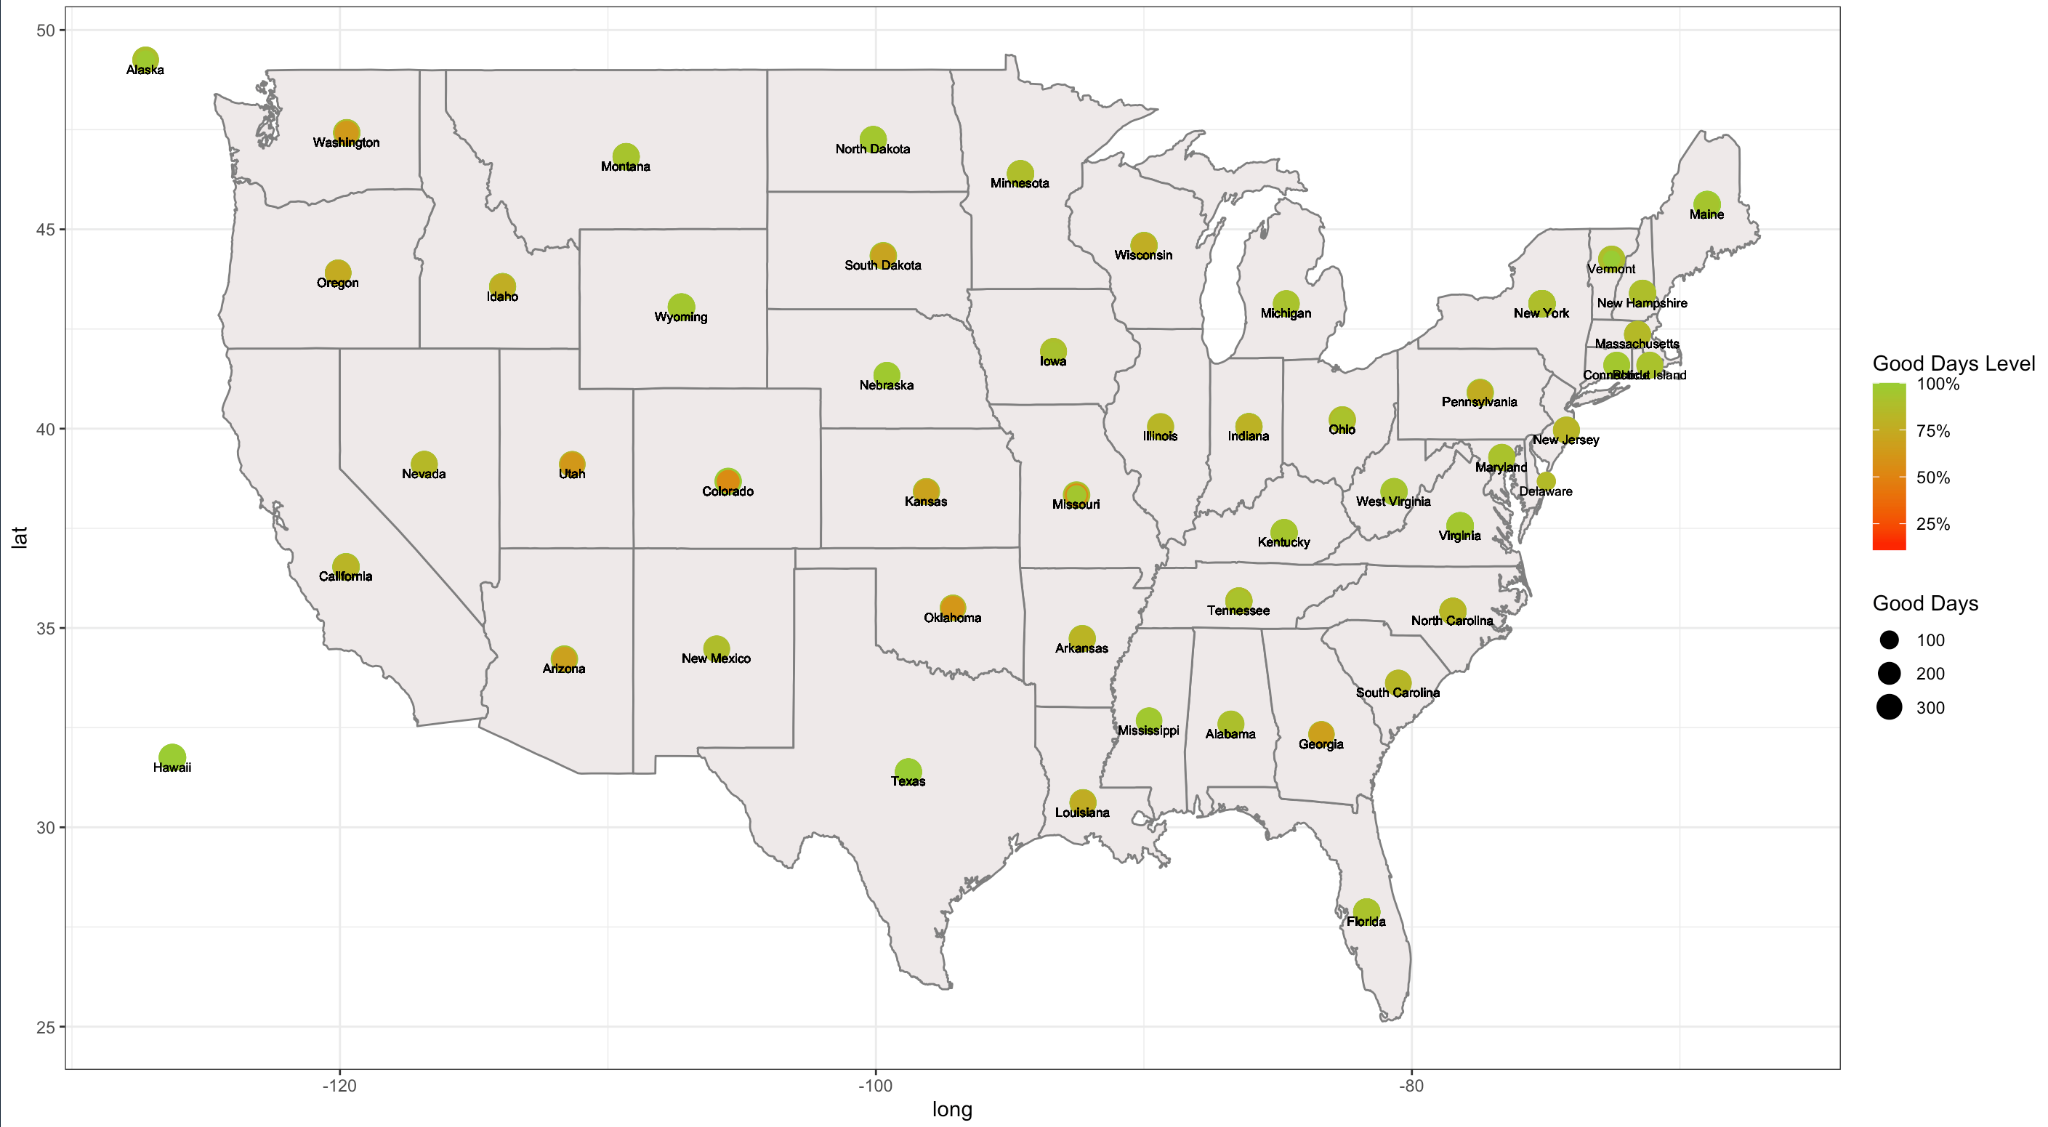 50
Alaska
Washington
North Dakota
Montana
Minnesota
Maine
45
Wisconsin
South Dakota
Vermont
Oregon
Idaho
New Hampshire
Wyoming
Michigan
New York
Massachusetts
Iowa
Connecticut
Rhode Island
Nebraska
Pennsylvania
40
Ohio
Illinois
Indiana
New Jersey
Maryland
Nevada
Utah
Colorado
Delaware
Kansas
Missouri
West Virginia
Virginia
Kentucky
California
Tennessee
Oklahoma
North Carolina
35
Arkansas
New Mexico
Arizona
South Carolina
Mississippi
Alabama
Georgia
Hawaii
Texas
Louisiana
30
Florida
25
-120
-100
-80
long
lat
Good Days Level
100%
75%
50%
25%
Good Days
100
200
300